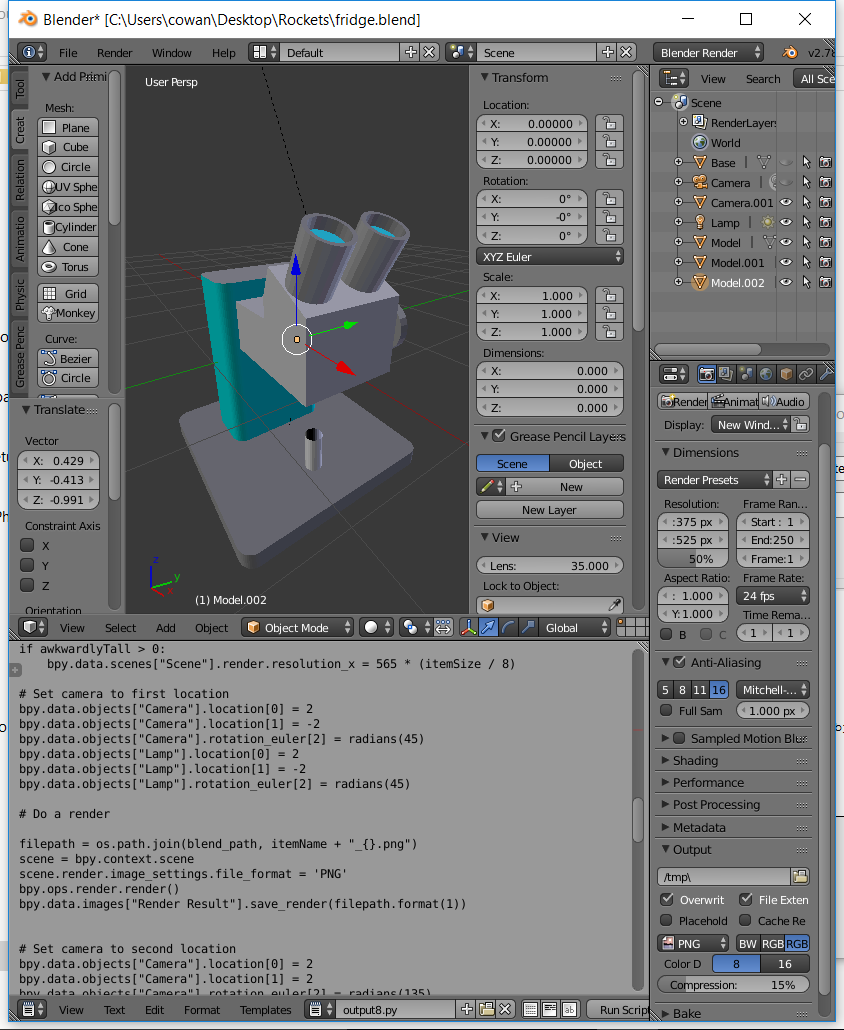 Blender* [C:\Users\cowan\Desktop\Rockets\fridge.blend]
File Render Window Help Default Scene Blender Render v2.7
Add Primi
Mesh:
Plane
Cube
Circle
UV Sphe
Ico Sphe
Cylinder
Cone
Torus
Grid
Monkey
Curve:
Bezier
Circle
Tool
Creat
Relation
Animatio
Physic
Grease Penc
Translate
Vector
X: 0.429
Y: -0.413
Z: -0.991
Constraint Axis
X
Y
Z
Orientation
User Persp
z
y
x
(1) Model.002
Transform
Location:
X: 0.00000
Y: 0.00000
Z: 0.00000
Rotation:
X: 0°
Y: -0°
Z: 0°
XYZ Euler
Scale:
X: 1.000
Y: 1.000
Z: 1.000
Dimensions:
X: 0.000
Y: 0.000
Z: 0.000
Grease Pencil Layers
Scene Object
New
New Layer
View
Lens: 35.000
Lock to Object:
View Select Add Object Object Mode Global
View Search All Sce
Scene
RenderLayers
World
Base
Camera
Camera.001
Lamp
Model
Model.001
Model.002
Render Animat Audio
Display: New Wind...
Dimensions
Render Presets
Resolution: Frame Ran...
:375 px Start : 1
:525 px End:250
50% Frame:1
Aspect Ratio: Frame Rate:
: 1.000 24 fps
Y: 1.000 Time Rema...
B C 1 1
Anti-Aliasing
5 8 11 16 Mitchell-...
Full Sam 1.000 px
Sampled Motion Blur
Shading
Performance
Post Processing
Metadata
Output
/tmp\
Overwrit File Exten
Placehold Cache Re
PNG BW RGB RGB
Color D 8 16
Compression: 15%
Bake
if awkwardlyTall > 0:
bpy.data.scenes["Scene"].render.resolution_x = 565 * (itemSize / 8)
# Set camera to first location
bpy.data.objects["Camera"].location[0] = 2
bpy.data.objects["Camera"].location[1] = -2
bpy.data.objects["Camera"].rotation_euler[2] = radians(45)
bpy.data.objects["Lamp"].location[0] = 2
bpy.data.objects["Lamp"].location[1] = -2
bpy.data.objects["Lamp"].rotation_euler[2] = radians(45)
# Do a render
filepath = os.path.join(blend_path, itemName + "_{}.png")
scene = bpy.context.scene
scene.render.image_settings.file_format = 'PNG'
bpy.ops.render.render()
bpy.data.images["Render Result"].save_render(filepath.format(1))
# Set camera to second location
bpy.data.objects["Camera"].location[0] = 2
bpy.data.objects["Camera"].location[1] = 2
bpy.data.objects["Camera"].rotation_euler[2] = radians(135)
View Text Edit Format Templates output8.py Run Script